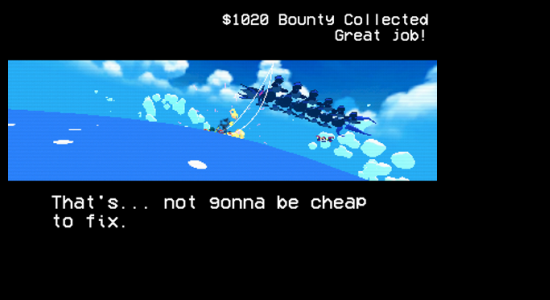 $1020 Bounty Collected
Great job!
That's... not gonna be cheap
to fix.